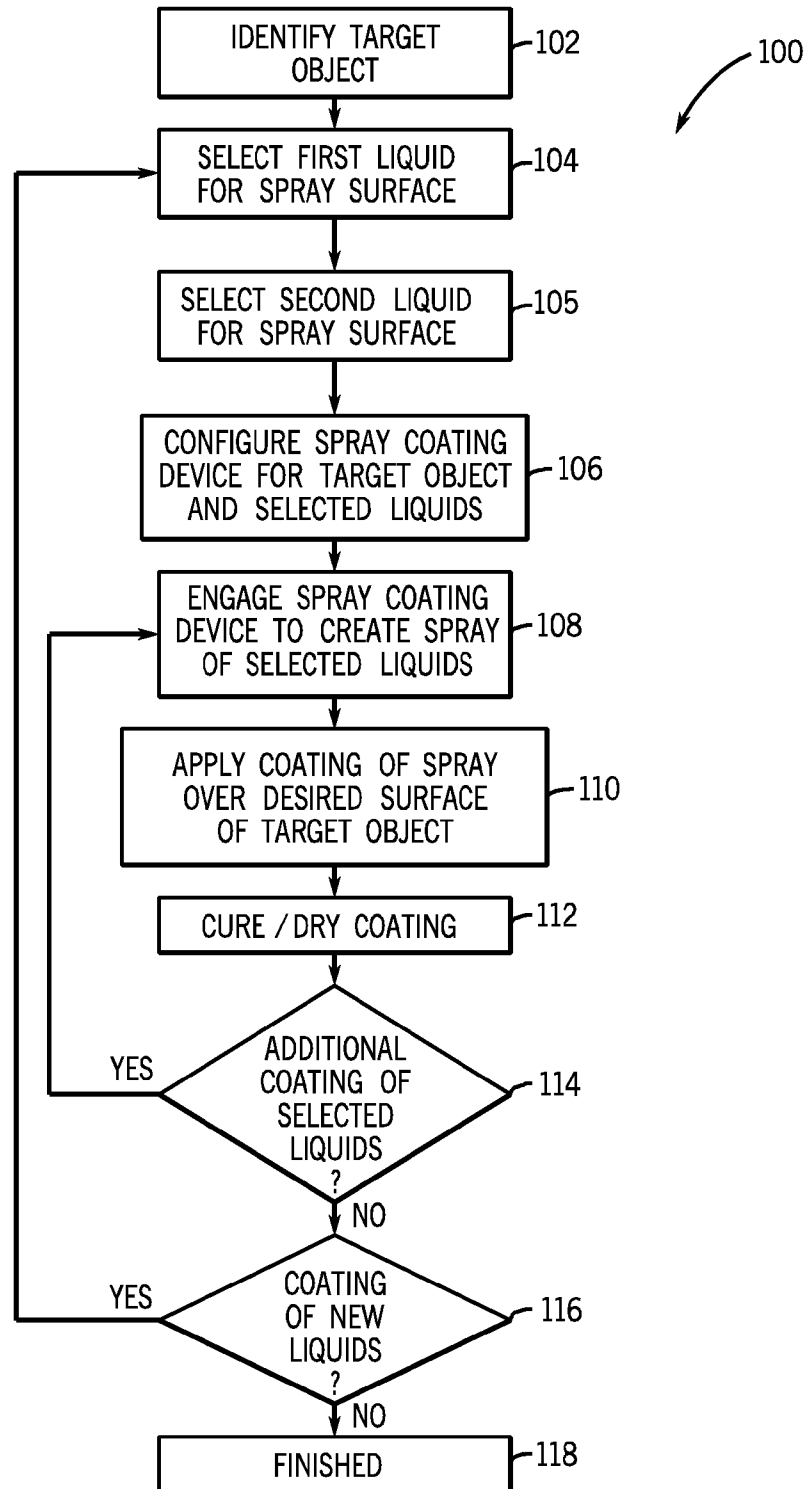 IDENTIFY TARGET
OBJECT
102
100
SELECT FIRST LIQUID
FOR SPRAY SURFACE
104
SELECT SECOND LIQUID
FOR SPRAY SURFACE
105
CONFIGURE SPRAY COATING
DEVICE FOR TARGET OBJECT
AND SELECTED LIQUIDS
106
ENGAGE SPRAY COATING
DEVICE TO CREATE SPRAY
OF SELECTED LIQUIDS
108
APPLY COATING OF SPRAY
OVER DESIRED SURFACE
OF TARGET OBJECT
110
CURE / DRY COATING
112
YES
ADDITIONAL
COATING OF
SELECTED
LIQUIDS
?
114
NO
YES
COATING
OF NEW
LIQUIDS
?
116
NO
FINISHED
118